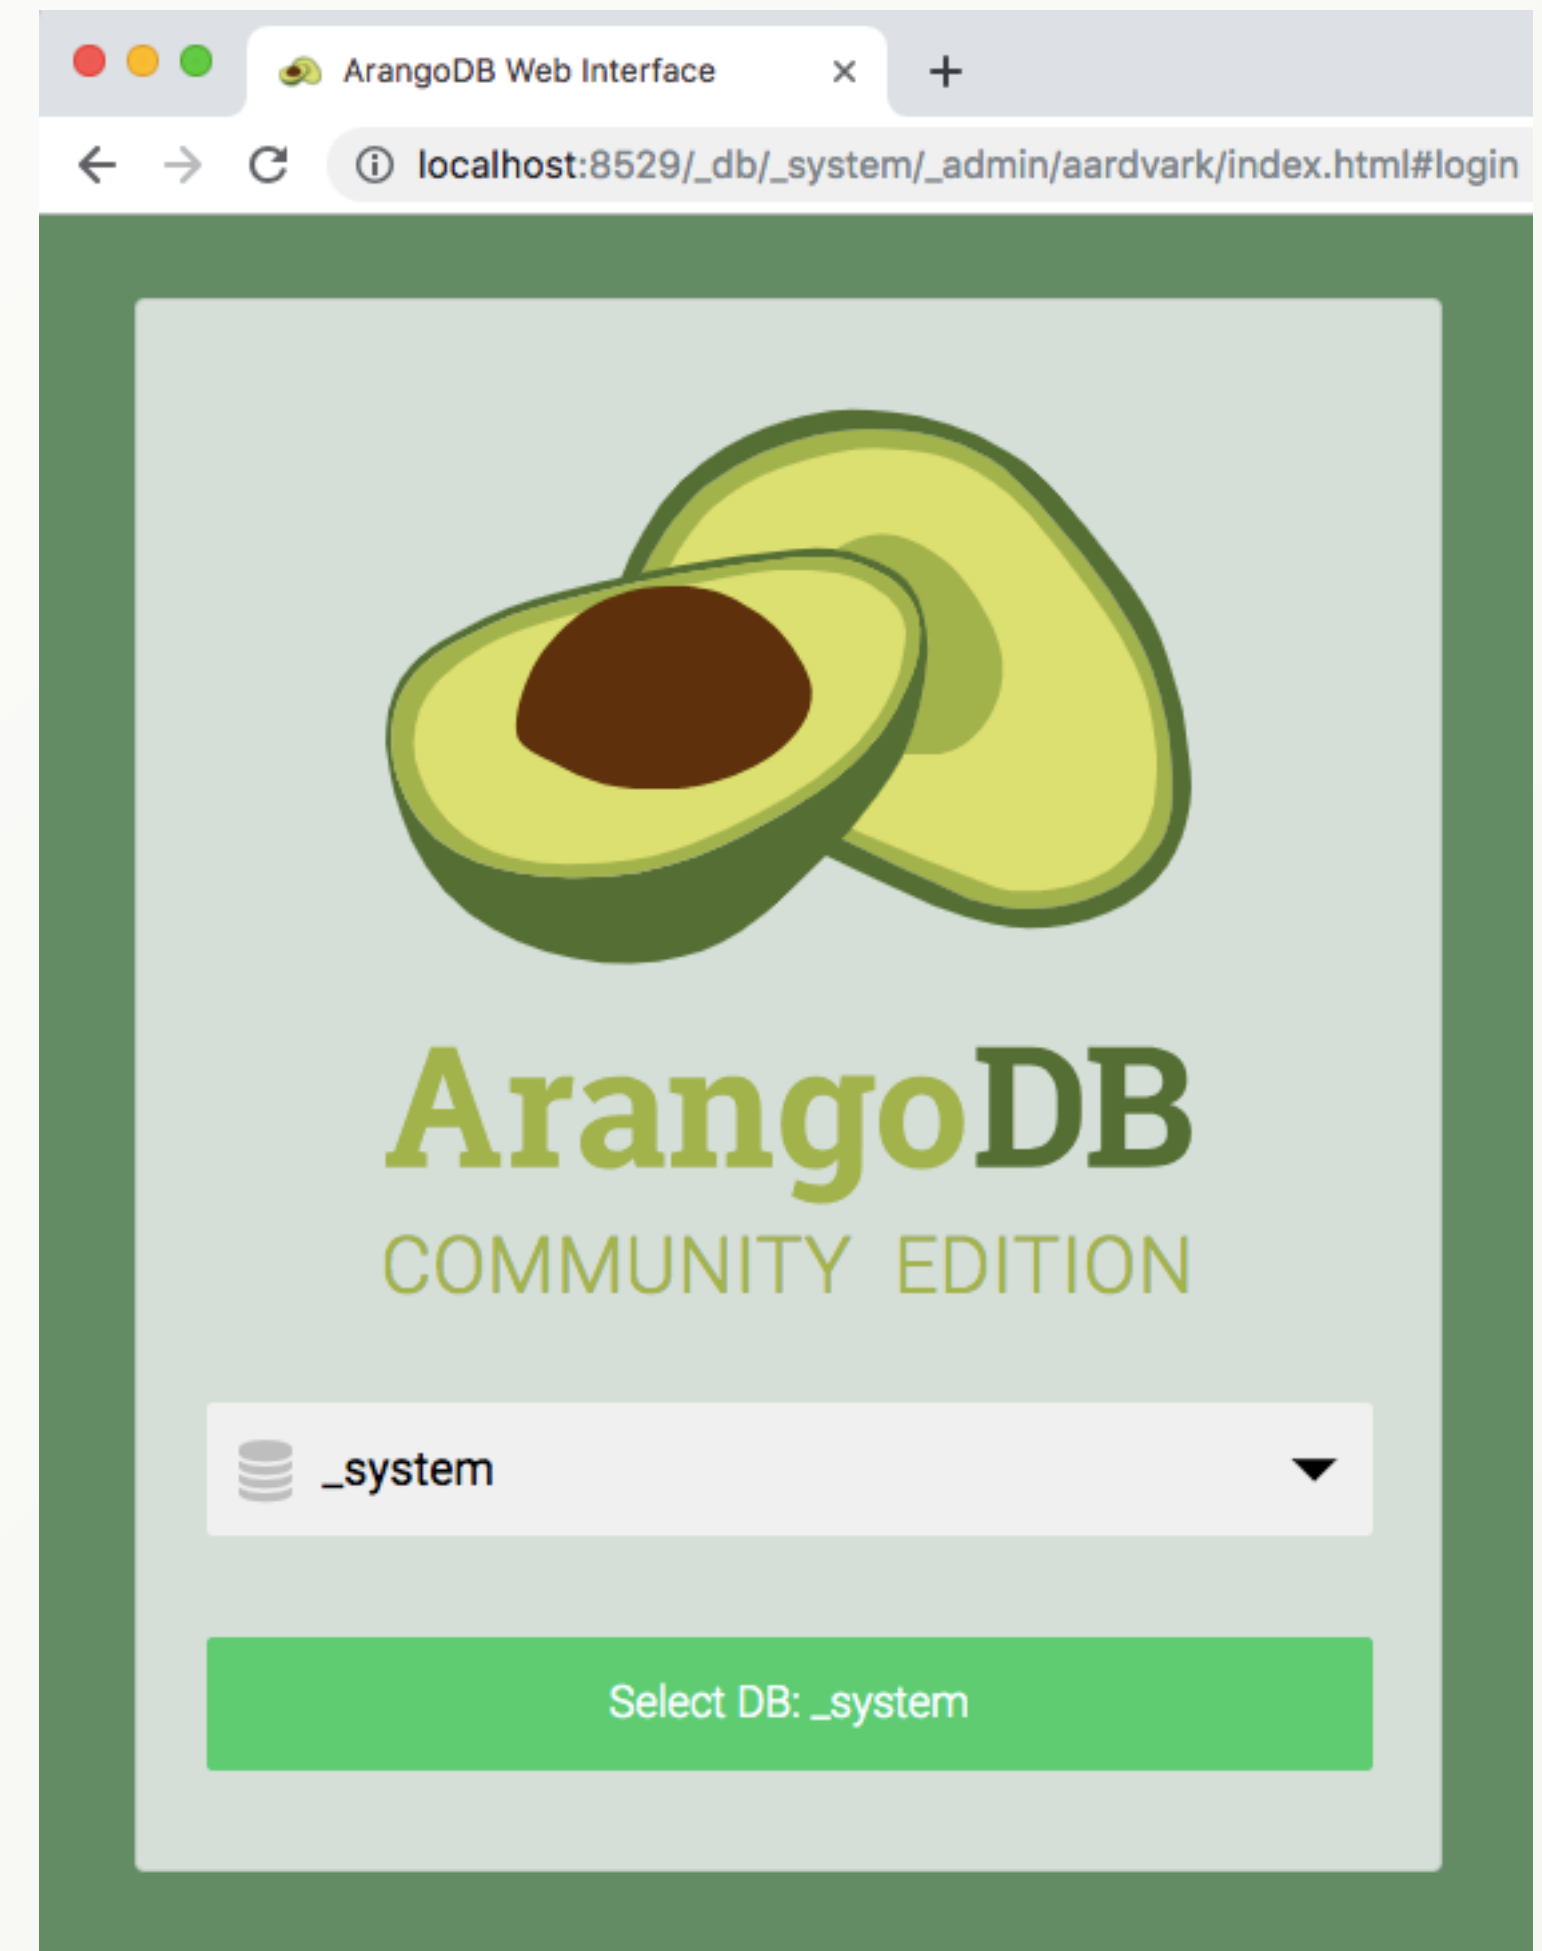 ArangoDB Web Interface
localhost:8529/_db/_system/_admin/aardvark/index.html#login
ArangoDB
COMMUNITY EDITION
_system
Select DB: _system